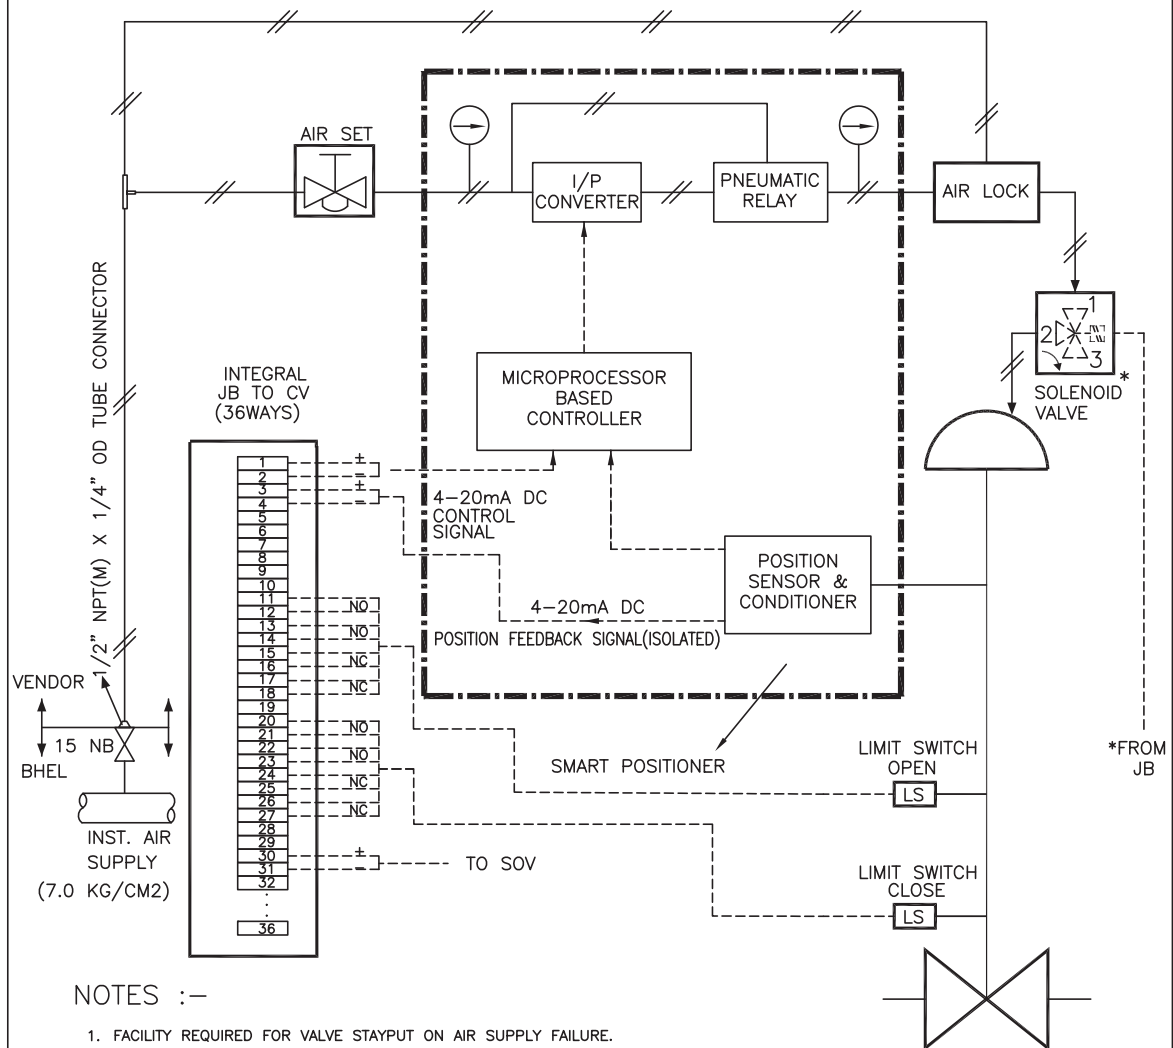 AIR SET
I/P
CONVERTER
PNEUMATIC
RELAY
AIR LOCK
1
2
3
SOLENOID *
VALVE
1/2" NPT(M) X 1/4" OD TUBE CONNECTOR
INTEGRAL
JB TO CV
(36WAYS)
MICROPROCESSOR
BASED
CONTROLLER
1 +
2 −
3 +
4 −
5
6
7
8
9
10
11
12 NO
13
14 NO
15
16 NC
17
18 NC
19
20
21 NO
22
23 NO
24
25 NC
26
27 NC
28
29
30 +
31 −
32
36
4−20mA DC
CONTROL
SIGNAL
POSITION
SENSOR &
CONDITIONER
4−20mA DC
POSITION FEEDBACK SIGNAL(ISOLATED)
VENDOR
15 NB
BHEL
INST. AIR
SUPPLY
(7.0 KG/CM2)
SMART POSITIONER
TO SOV
LIMIT SWITCH
OPEN
LS
*FROM
JB
LIMIT SWITCH
CLOSE
LS
NOTES :−
1. FACILITY REQUIRED FOR VALVE STAYPUT ON AIR SUPPLY FAILURE.